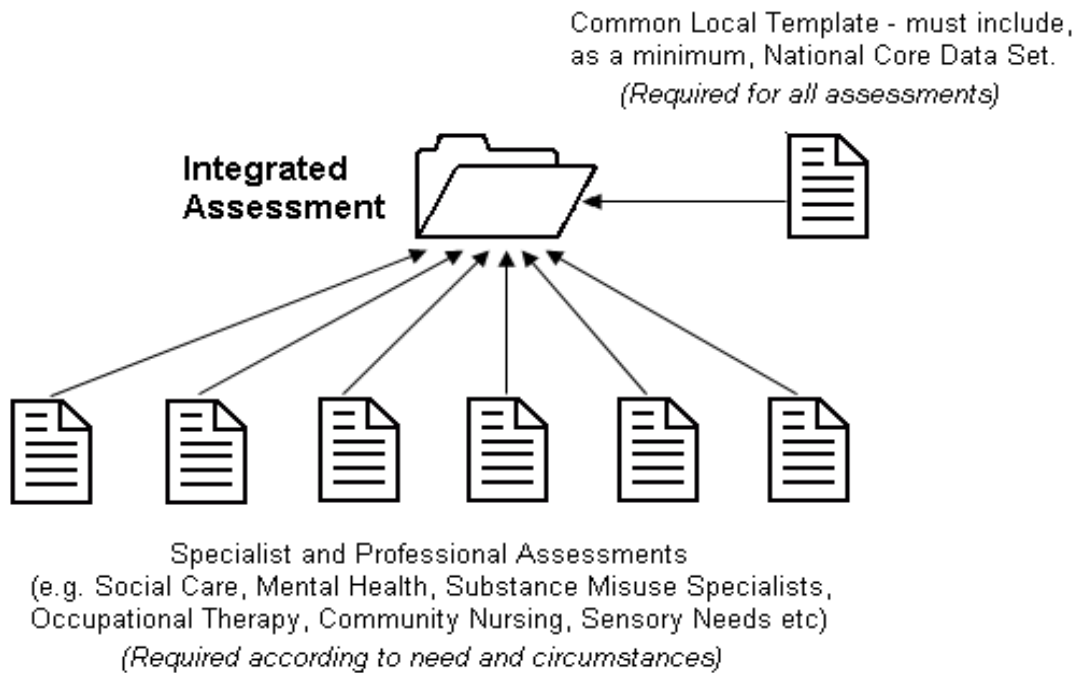 Common Local Template - must include,
as a minimum, National Core Data Set.
(Required for all assessments)
Integrated
Assessment
Specialist and Professional Assessments
(e.g. Social Care, Mental Health, Substance Misuse Specialists,
Occupational Therapy, Community Nursing, Sensory Needs etc)
(Required according to need and circumstances)